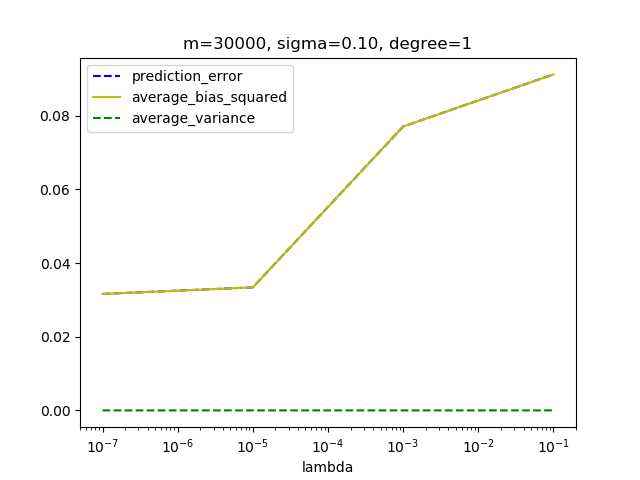 m=30000, sigma=0.10, degree=1
prediction_error
average_bias_squared
average_variance
0.08
0.06
0.04
0.02
0.00
10^-7 10^-6 10^-5 10^-4 10^-3 10^-2 10^-1
lambda